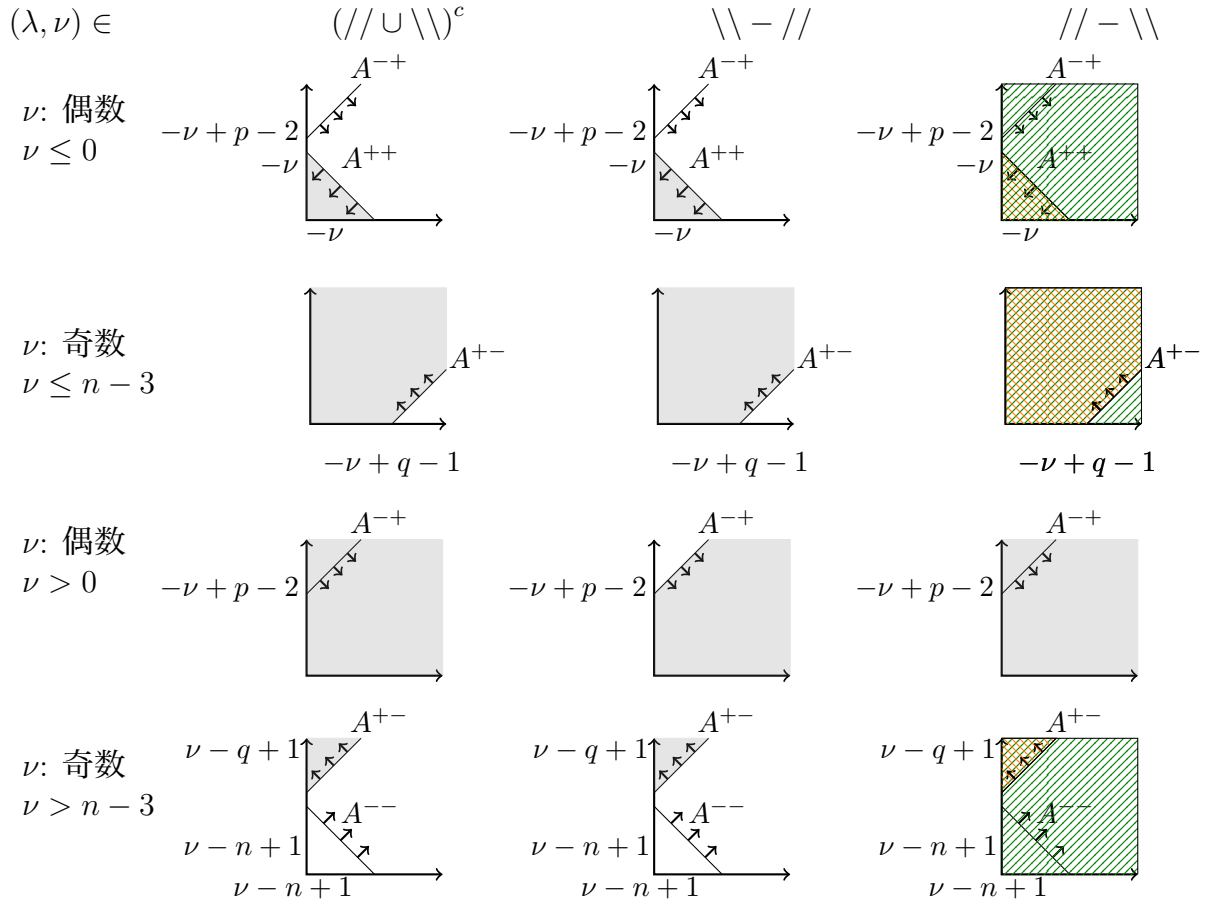 (λ, ν) ∈ (// ∪ \\)^c \\ − // // − \\
ν: 偶数
ν ≤ 0
A^{-+} A^{-+} A^{-+}
−ν + p − 2 −ν + p − 2 −ν + p − 2
−ν A^{++} −ν A^{++} −ν A^{++}
−ν −ν −ν
ν: 奇数
ν ≤ n − 3
A^{+-} A^{+-} A^{+-}
−ν + q − 1 −ν + q − 1 −ν + q − 1
ν: 偶数
ν > 0
A^{-+} A^{-+} A^{-+}
−ν + p − 2 −ν + p − 2 −ν + p − 2
ν: 奇数
ν > n − 3
A^{+-} A^{+-} A^{+-}
ν − q + 1 ν − q + 1 ν − q + 1
A^{--} A^{--} A^{--}
ν − n + 1 ν − n + 1 ν − n + 1
ν − n + 1 ν − n + 1 ν − n + 1